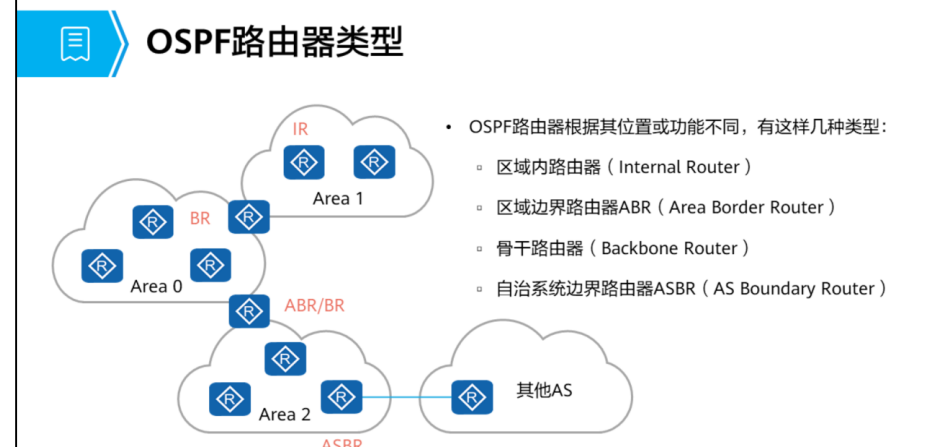 OSPF路由器类型
IR
Area 1
BR
Area 0
ABR/BR
Area 2
ASBR
其他AS
• OSPF路由器根据其位置或功能不同，有这样几种类型：
▫ 区域内路由器（Internal Router）
▫ 区域边界路由器ABR（Area Border Router）
▫ 骨干路由器（Backbone Router）
▫ 自治系统边界路由器ASBR（AS Boundary Router）
R
R
R
R
R
R
R
R
R
R
R